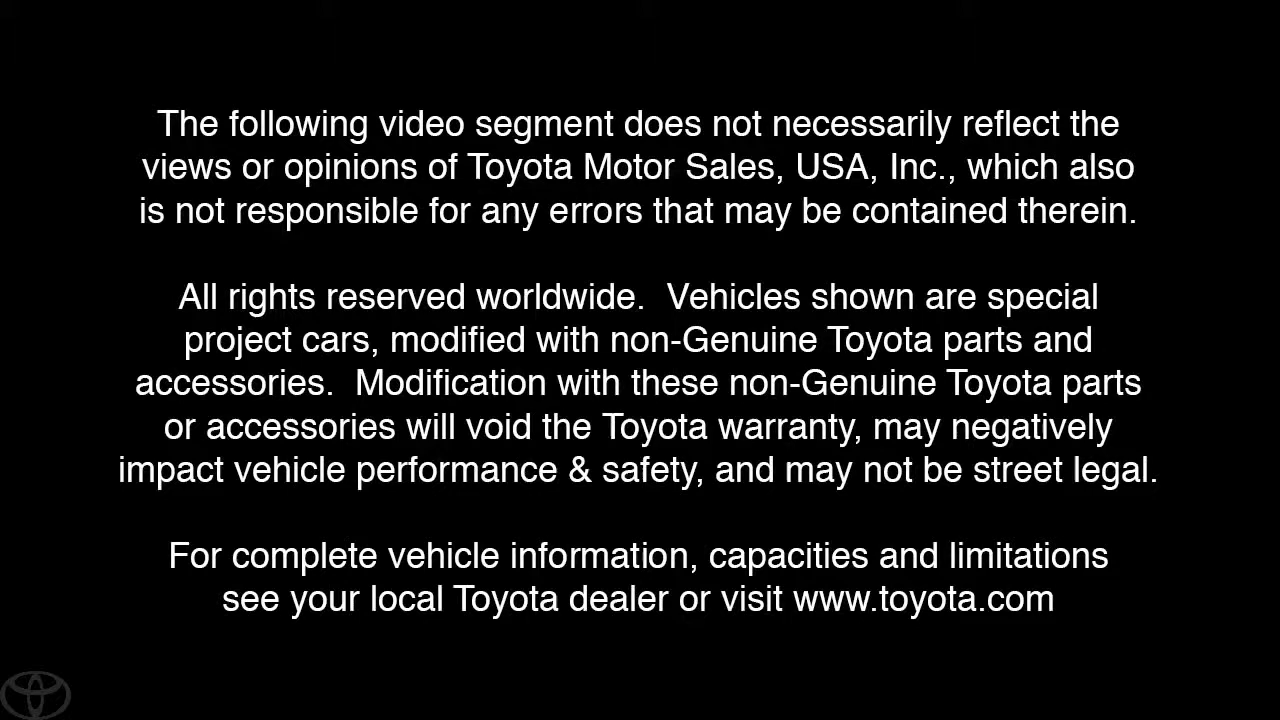 The following video segment does not necessarily reflect the
views or opinions of Toyota Motor Sales, USA, Inc., which also
is not responsible for any errors that may be contained therein.
All rights reserved worldwide.  Vehicles shown are special
project cars, modified with non-Genuine Toyota parts and
accessories.  Modification with these non-Genuine Toyota parts
or accessories will void the Toyota warranty, may negatively
impact vehicle performance & safety, and may not be street legal.
For complete vehicle information, capacities and limitations
see your local Toyota dealer or visit www.toyota.com